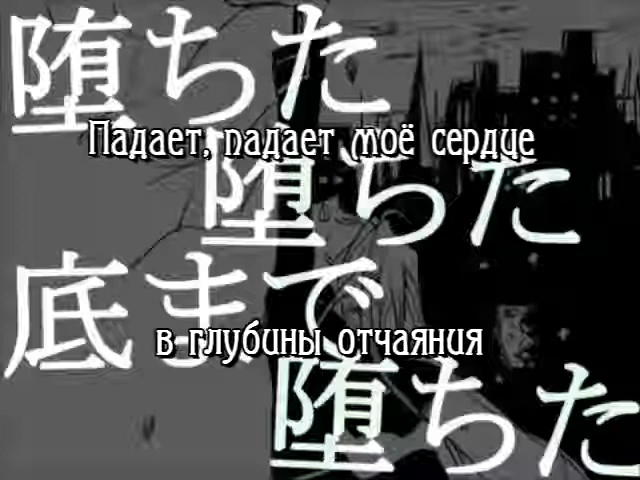 堕ちた
Падает, падает моё сердце
堕ちた
底まで
в глубины отчаяния
堕ちた